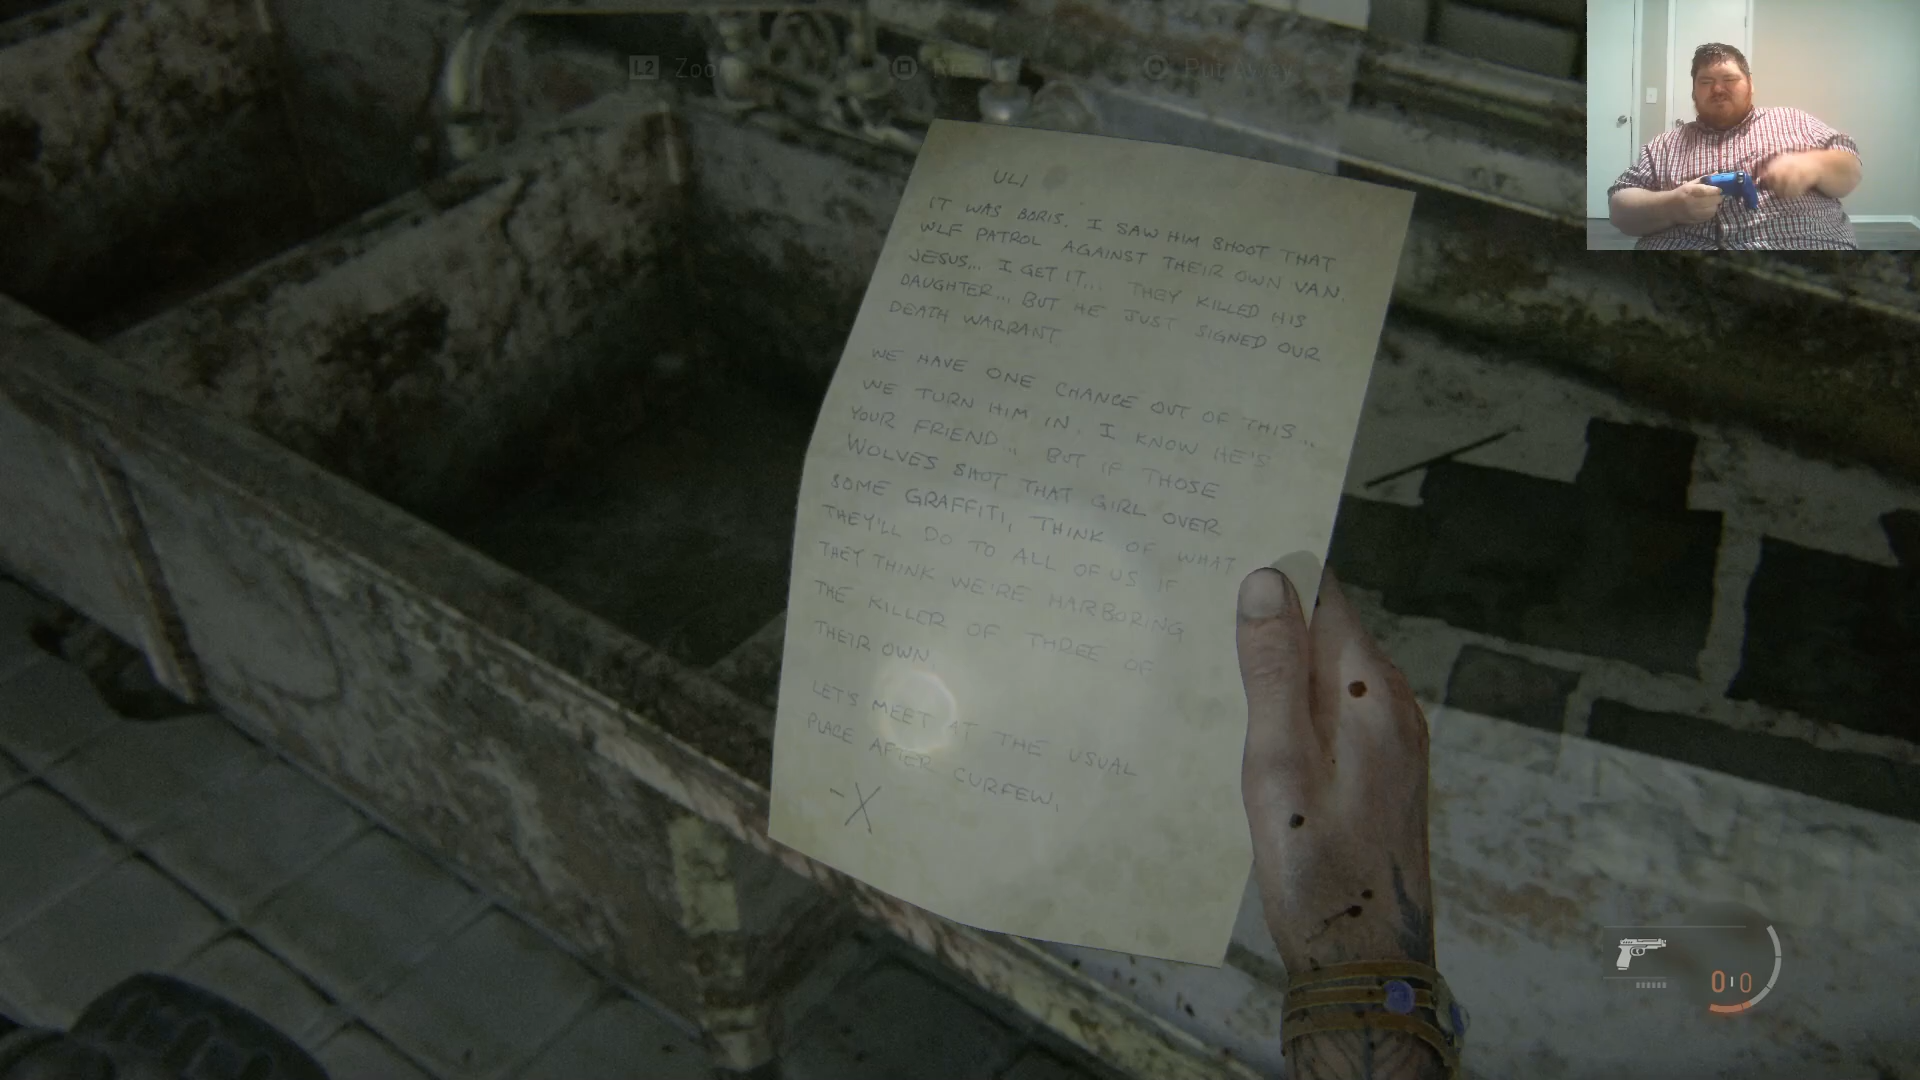 L2 Zoo
ULI
IT WAS BORIS. I SAW HIM SHOOT THAT
WLF PATROL AGAINST THEIR OWN VAN.
JESUS... I GET IT... THEY KILLED HIS
DAUGHTER... BUT HE JUST SIGNED OUR
DEATH WARRANT
WE HAVE ONE CHANCE OUT OF THIS...
WE TURN HIM IN. I KNOW HE'S
YOUR FRIEND... BUT IF THOSE
WOLVES SHOT THAT GIRL OVER
SOME GRAFFITI, THINK OF WHAT
THEY'LL DO TO ALL OF US IF
THEY THINK WE'RE HARBORING
THE KILLER OF THREE OF
THEIR OWN
LET'S MEET AT THE USUAL
PLACE AFTER CURFEW.
-X
0 0